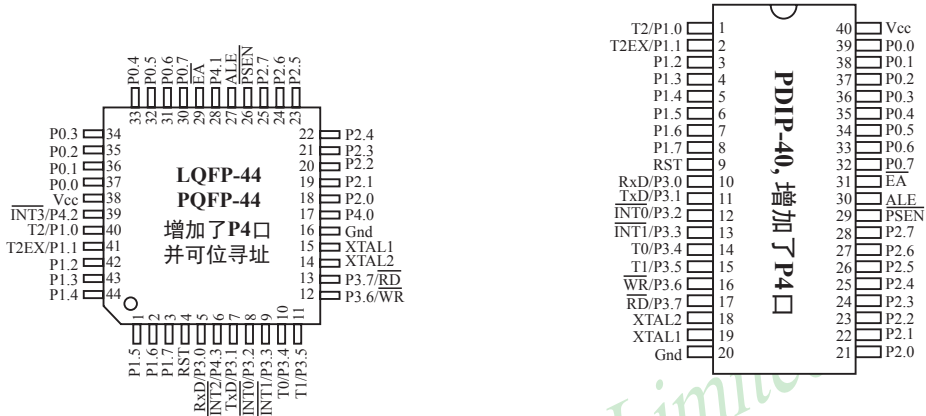 P0.4
P0.5
P0.6
P0.7
EA
P4.1
ALE
PSEN
P2.7
P2.6
P2.5
33
32
31
30
29
28
27
26
25
24
23
P0.3 34
P0.2 35
P0.1 36
P0.0 37
Vcc 38
INT3/P4.2 39
T2/P1.0 40
T2EX/P1.1 41
P1.2 42
P1.3 43
P1.4 44
LQFP-44
PQFP-44
增加了P4口
并可位寻址
22 P2.4
21 P2.3
20 P2.2
19 P2.1
18 P2.0
17 P4.0
16 Gnd
15 XTAL1
14 XTAL2
13 P3.7/RD
12 P3.6/WR
1
2
3
4
5
6
7
8
9
10
11
P1.5
P1.6
P1.7
RST
RxD/P3.0
INT2/P4.3
TxD/P3.1
INT0/P3.2
INT1/P3.3
T0/P3.4
T1/P3.5
T2/P1.0 1
T2EX/P1.1 2
P1.2 3
P1.3 4
P1.4 5
P1.5 6
P1.6 7
P1.7 8
RST 9
RxD/P3.0 10
TxD/P3.1 11
INT0/P3.2 12
INT1/P3.3 13
T0/P3.4 14
T1/P3.5 15
WR/P3.6 16
RD/P3.7 17
XTAL2 18
XTAL1 19
Gnd 20
PDIP-40, 增加了P4口
40 Vcc
39 P0.0
38 P0.1
37 P0.2
36 P0.3
35 P0.4
34 P0.5
33 P0.6
32 P0.7
31 EA
30 ALE
29 PSEN
28 P2.7
27 P2.6
26 P2.5
25 P2.4
24 P2.3
23 P2.2
22 P2.1
21 P2.0
Limited